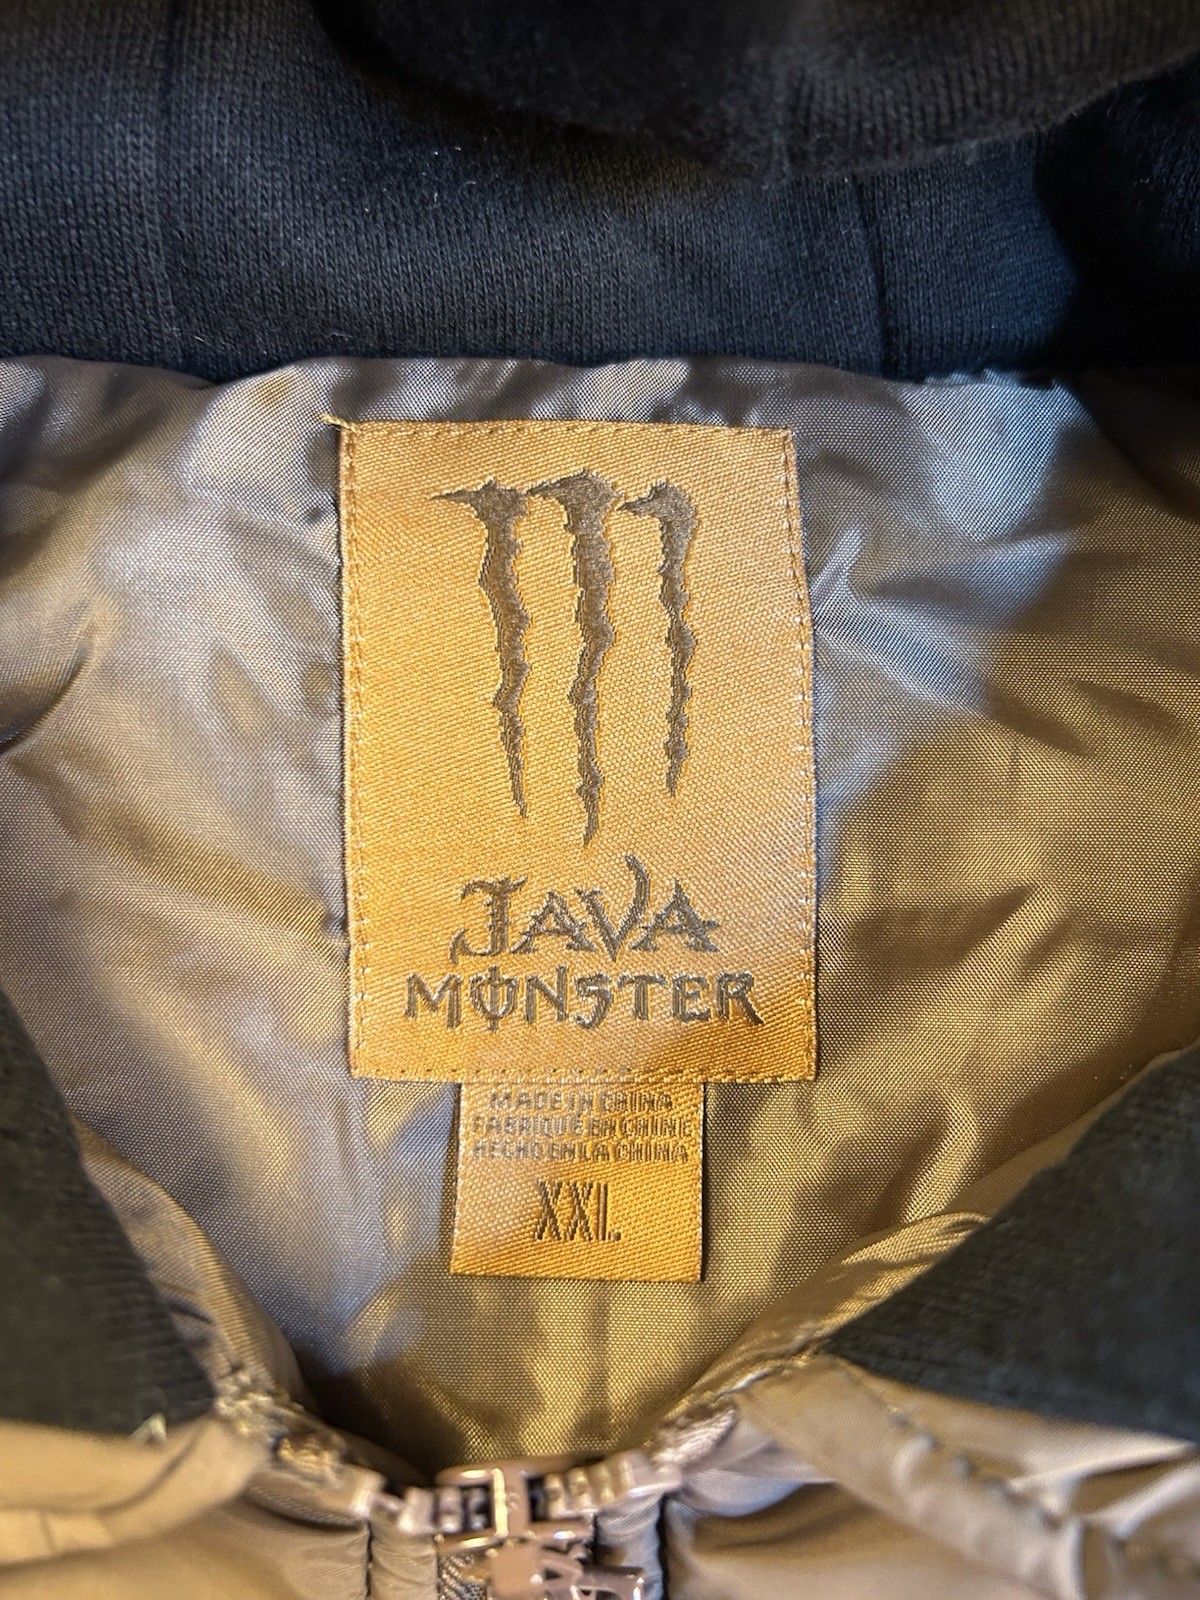 JAVA
MONSTER
MADE IN CHINA
FABRIQUE EN CHINE
HECHO EN LA CHINA
XXL